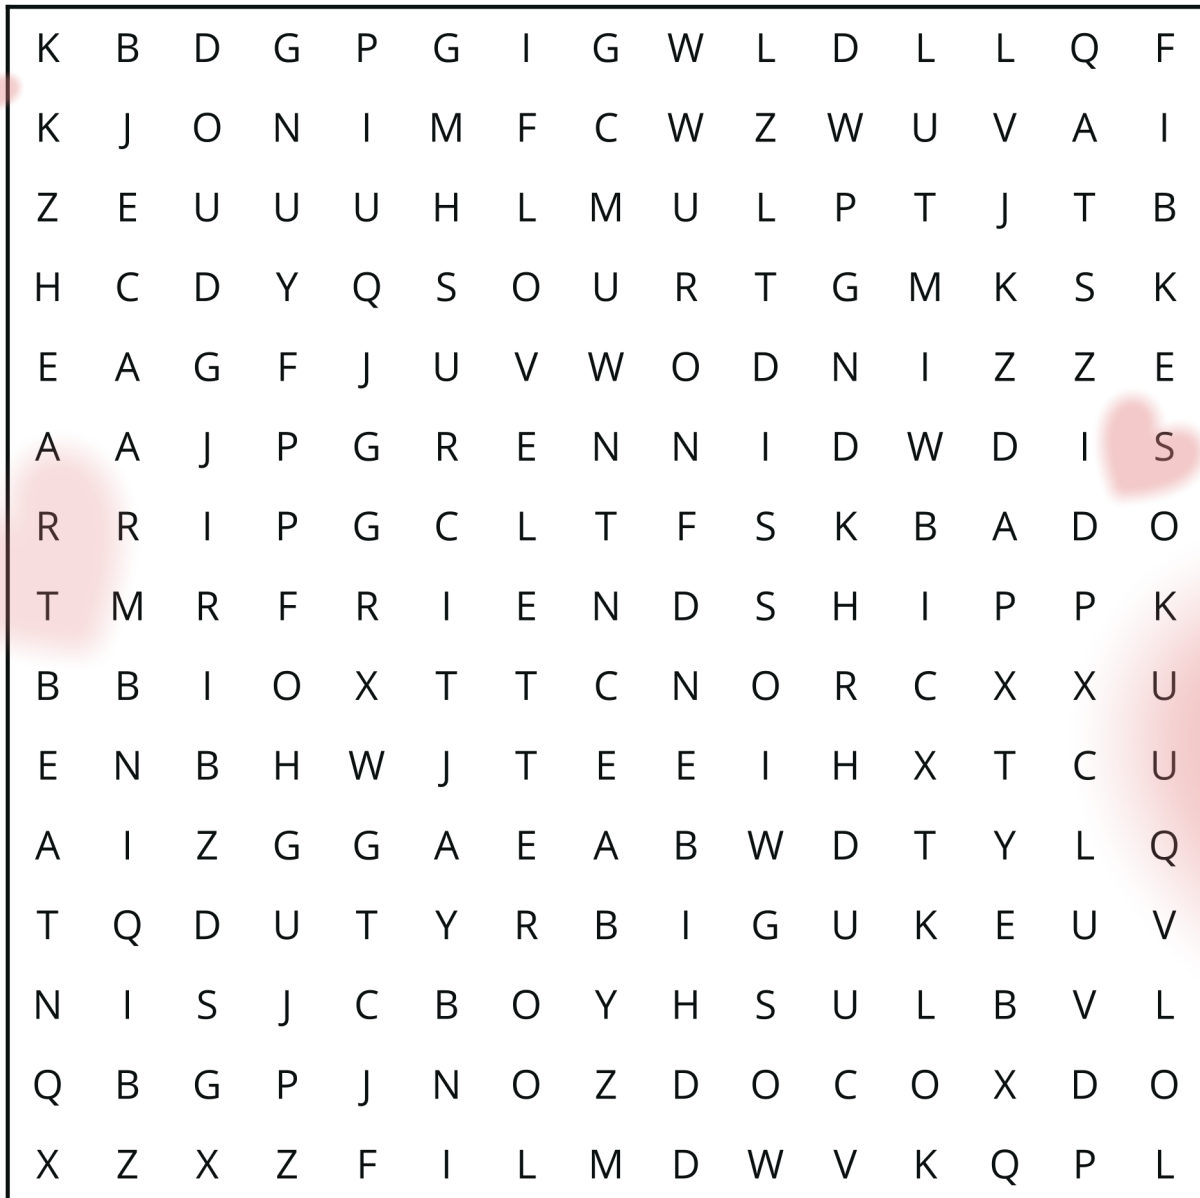 K B D G P G I G W L D L L Q F
K J O N I M F C W Z W U V A I
Z E U U U H L M U L P T J T B
H C D Y Q S O U R T G M K S K
E A G F J U V W O D N I Z Z E
A A J P G R E N N I D W D I S
R R I P G C L T F S K B A D O
T M R F R I E N D S H I P P K
B B I O X T T C N O R C X X U
E N B H W J T E E I H X T C U
A I Z G G A E A B W D T Y L Q
T Q D U T Y R B I G U K E U V
N I S J C B O Y H S U L B V L
Q B G P J N O Z D O C O X D O
X Z X Z F I L M D W V K Q P L